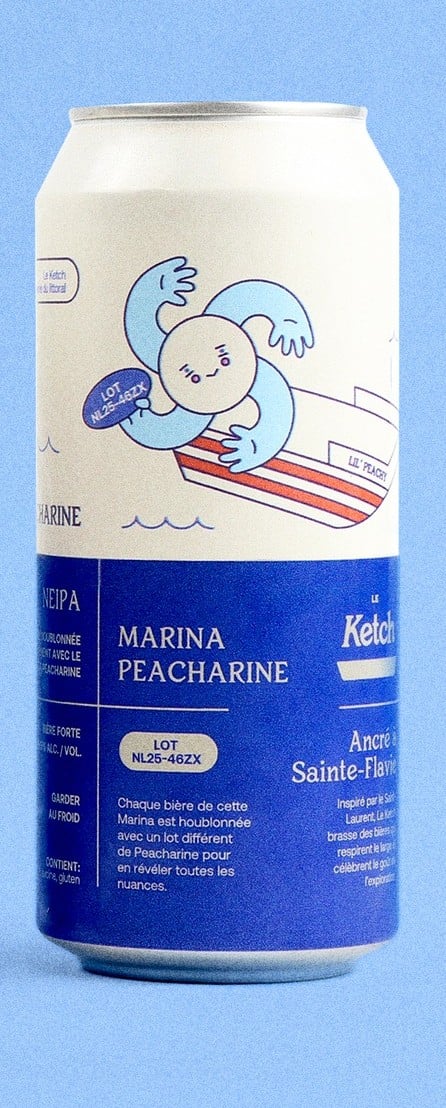 Le Ketch
du littoral
LOT
NL25-46ZX
LIL' PEACHY
HARINE
NEIPA
HOUBLONNÉE
AVEC LE
PEACHARINE
BIÈRE FORTE
ALC. / VOL.
GARDER
AU FROID
CONTIENT:
gluten
MARINA
PEACHARINE
LOT
NL25-46ZX
Chaque bière de cette
Marina est houblonnée
avec un lot différent
de Peacharine pour
en révéler toutes les
nuances.
LE
Ketch
Ancré à
Sainte-Flavie
Inspiré par le Saint-
Laurent, Le Ketch
brasse des bières
respirent le large
célèbrent le goût
l'exploration